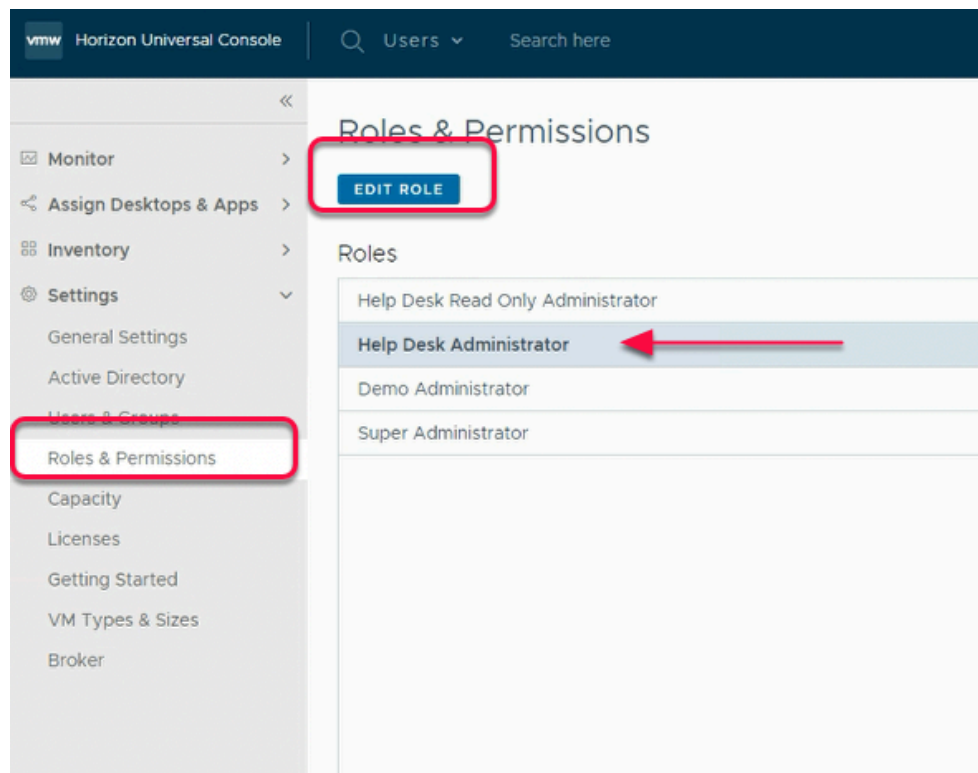 vmw Horizon Universal Console
Users
Search here
Monitor
Assign Desktops & Apps
Inventory
Settings
General Settings
Active Directory
Users & Groups
Roles & Permissions
Capacity
Licenses
Getting Started
VM Types & Sizes
Broker
Roles & Permissions
EDIT ROLE
Roles
Help Desk Read Only Administrator
Help Desk Administrator
Demo Administrator
Super Administrator